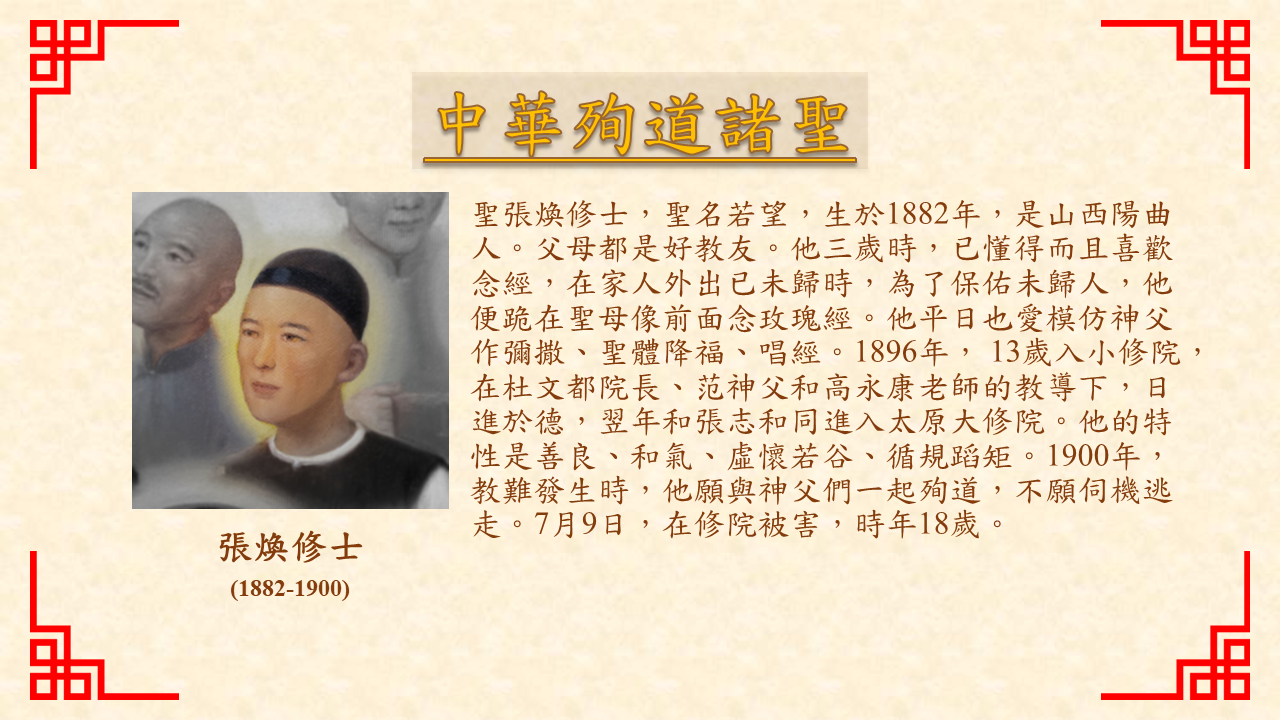 中華殉道諸聖
聖張煥修士，聖名若望，生於1882年，是山西陽曲
人。父母都是好教友。他三歲時，已懂得而且喜歡
念經，在家人外出已未歸時，為了保佑未歸人，他
便跪在聖母像前面念玫瑰經。他平日也愛模仿神父
作彌撒、聖體降福、唱經。1896年， 13歲入小修院，
在杜文都院長、范神父和高永康老師的教導下，日
進於德，翌年和張志和同進入太原大修院。他的特
性是善良、和氣、虛懷若谷、循規蹈矩。1900年，
教難發生時，他願與神父們一起殉道，不願伺機逃
走。7月9日，在修院被害，時年18歲。
張煥修士
(1882-1900)